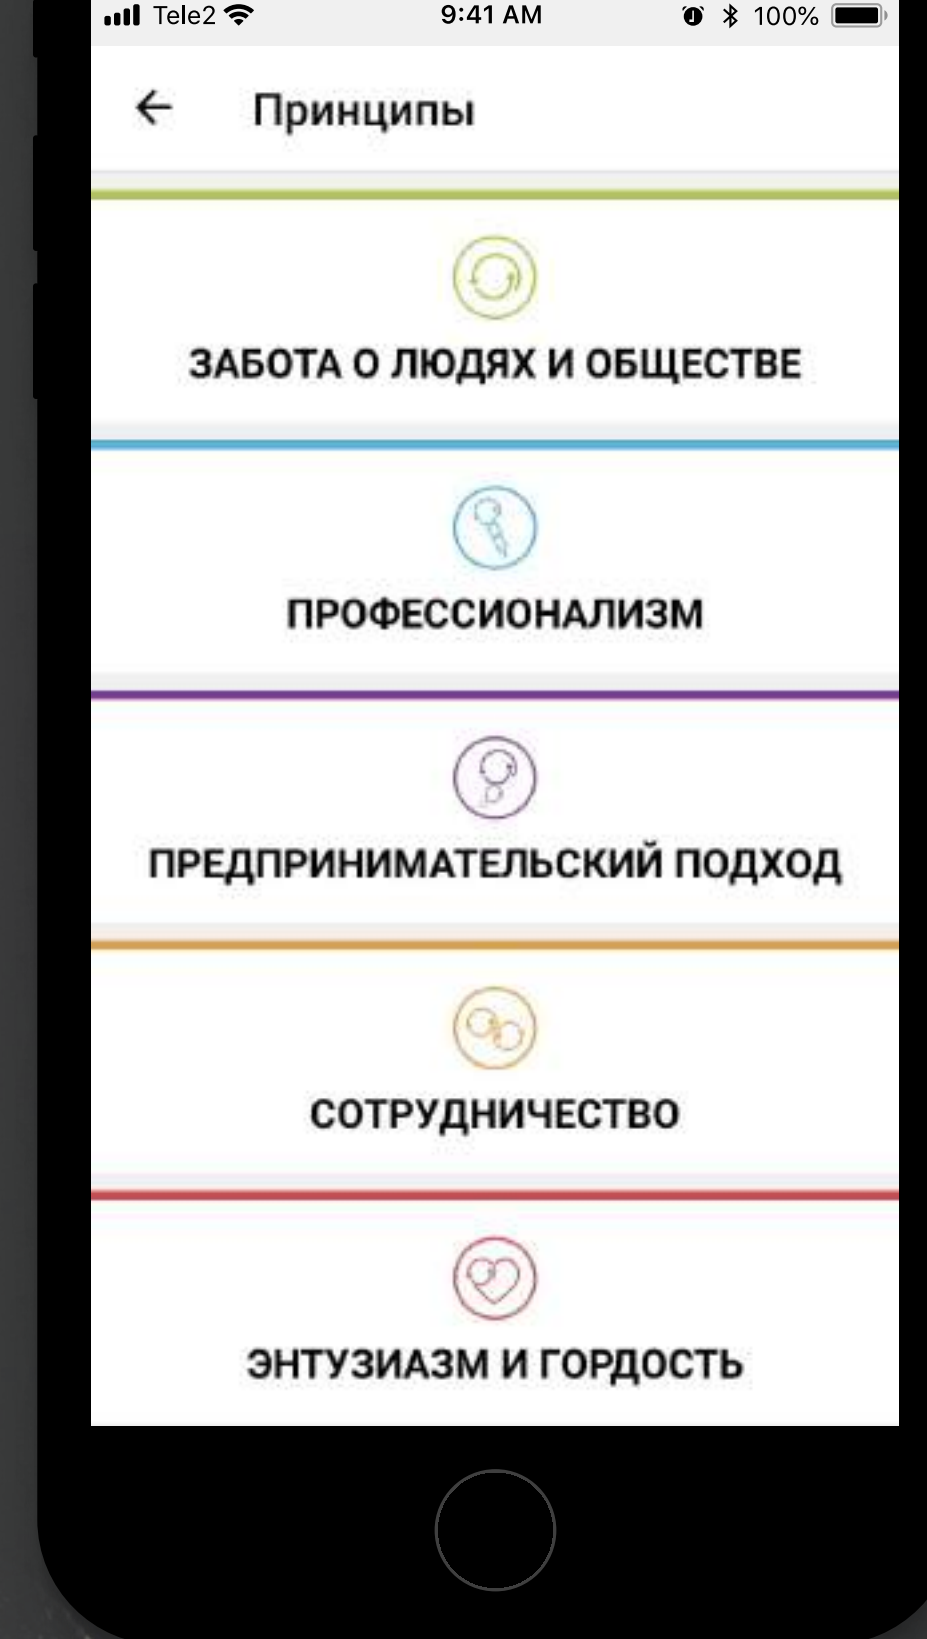 Tele2 9:41 AM 100%
Принципы
ЗАБОТА О ЛЮДЯХ И ОБЩЕСТВЕ
ПРОФЕССИОНАЛИЗМ
ПРЕДПРИНИМАТЕЛЬСКИЙ ПОДХОД
СОТРУДНИЧЕСТВО
ЭНТУЗИАЗМ И ГОРДОСТЬ